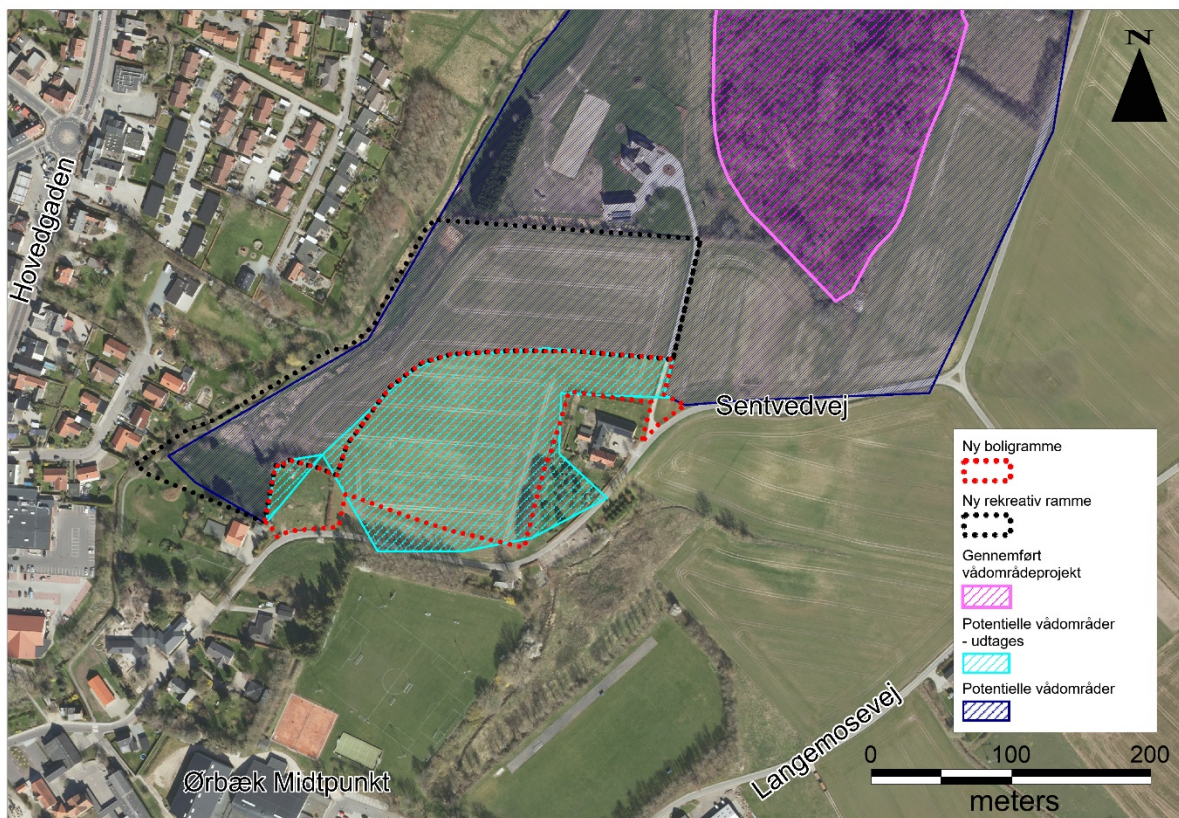 N
Hovedgaden
Sentvedvej
Ny boligramme
Ny rekreativ ramme
Gennemført
vådområdeprojekt
Potentielle vådområder
- udtages
Potentielle vådområder
Langemosevej
0 100 200
meters
Ørbæk Midtpunkt